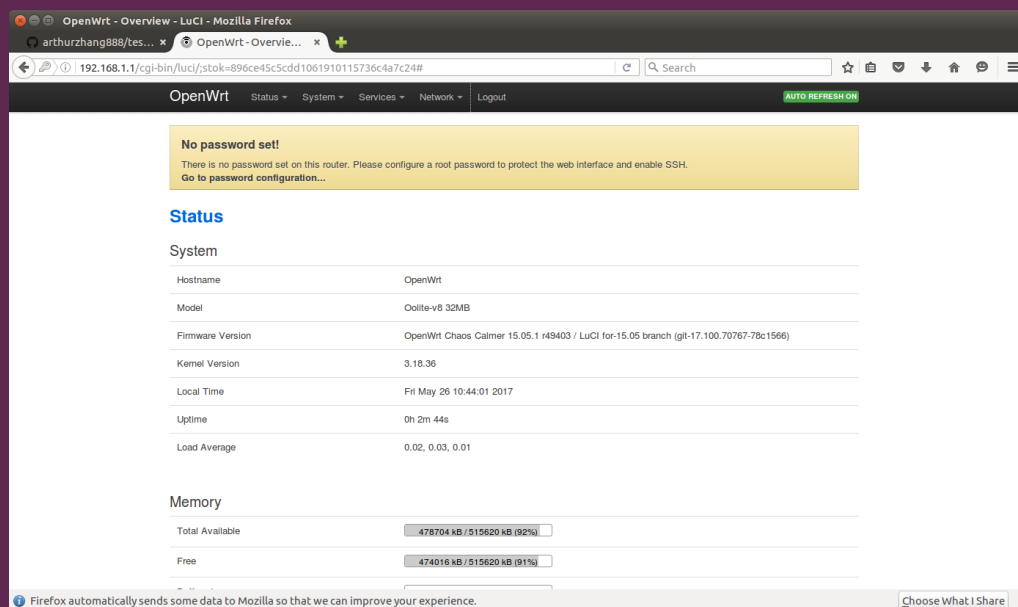 OpenWrt - Overview - LuCI - Mozilla Firefox
arthurzhang888/tes... × OpenWrt - Overvie... ×
192.168.1.1/cgi-bin/luci/;stok=896ce45c5cdd1061910115736c4a7c24# Search
OpenWrt Status System Services Network Logout AUTO REFRESH ON
No password set!
There is no password set on this router. Please configure a root password to protect the web interface and enable SSH.
Go to password configuration...
Status
System
Hostname OpenWrt
Model Oolite-v8 32MB
Firmware Version OpenWrt Chaos Calmer 15.05.1 r49403 / LuCI for-15.05 branch (git-17.100.70767-78c1566)
Kernel Version 3.18.36
Local Time Fri May 26 10:44:01 2017
Uptime 0h 2m 44s
Load Average 0.02, 0.03, 0.01
Memory
Total Available 478704 kB / 515620 kB (92%)
Free 474016 kB / 515620 kB (91%)
Firefox automatically sends some data to Mozilla so that we can improve your experience. Choose What I Share